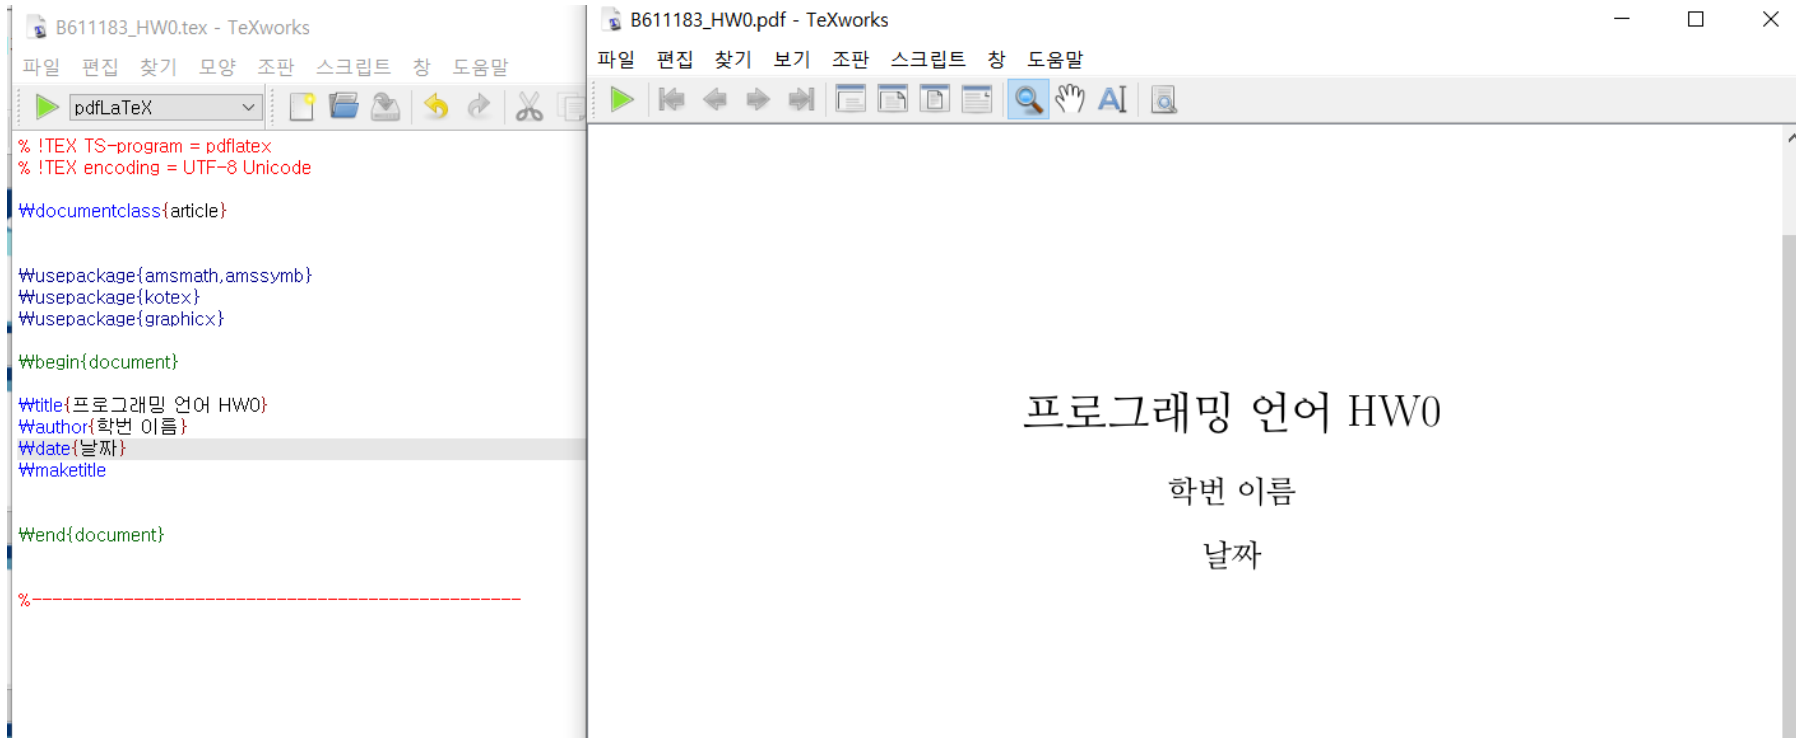 B611183_HW0.tex - TeXworks
파일 편집 찾기 모양 조판 스크립트 창 도움말
pdfLaTeX
% !TEX TS-program = pdflatex
% !TEX encoding = UTF-8 Unicode
₩documentclass{article}
₩usepackage{amsmath,amssymb}
₩usepackage{kotex}
₩usepackage{graphicx}
₩begin{document}
₩title{프로그래밍 언어 HW0}
₩author{학번 이름}
₩date{날짜}
₩maketitle
₩end{document}
%------------------------------------------------
B611183_HW0.pdf - TeXworks
파일 편집 찾기 보기 조판 스크립트 창 도움말
프로그래밍 언어 HW0
학번 이름
날짜